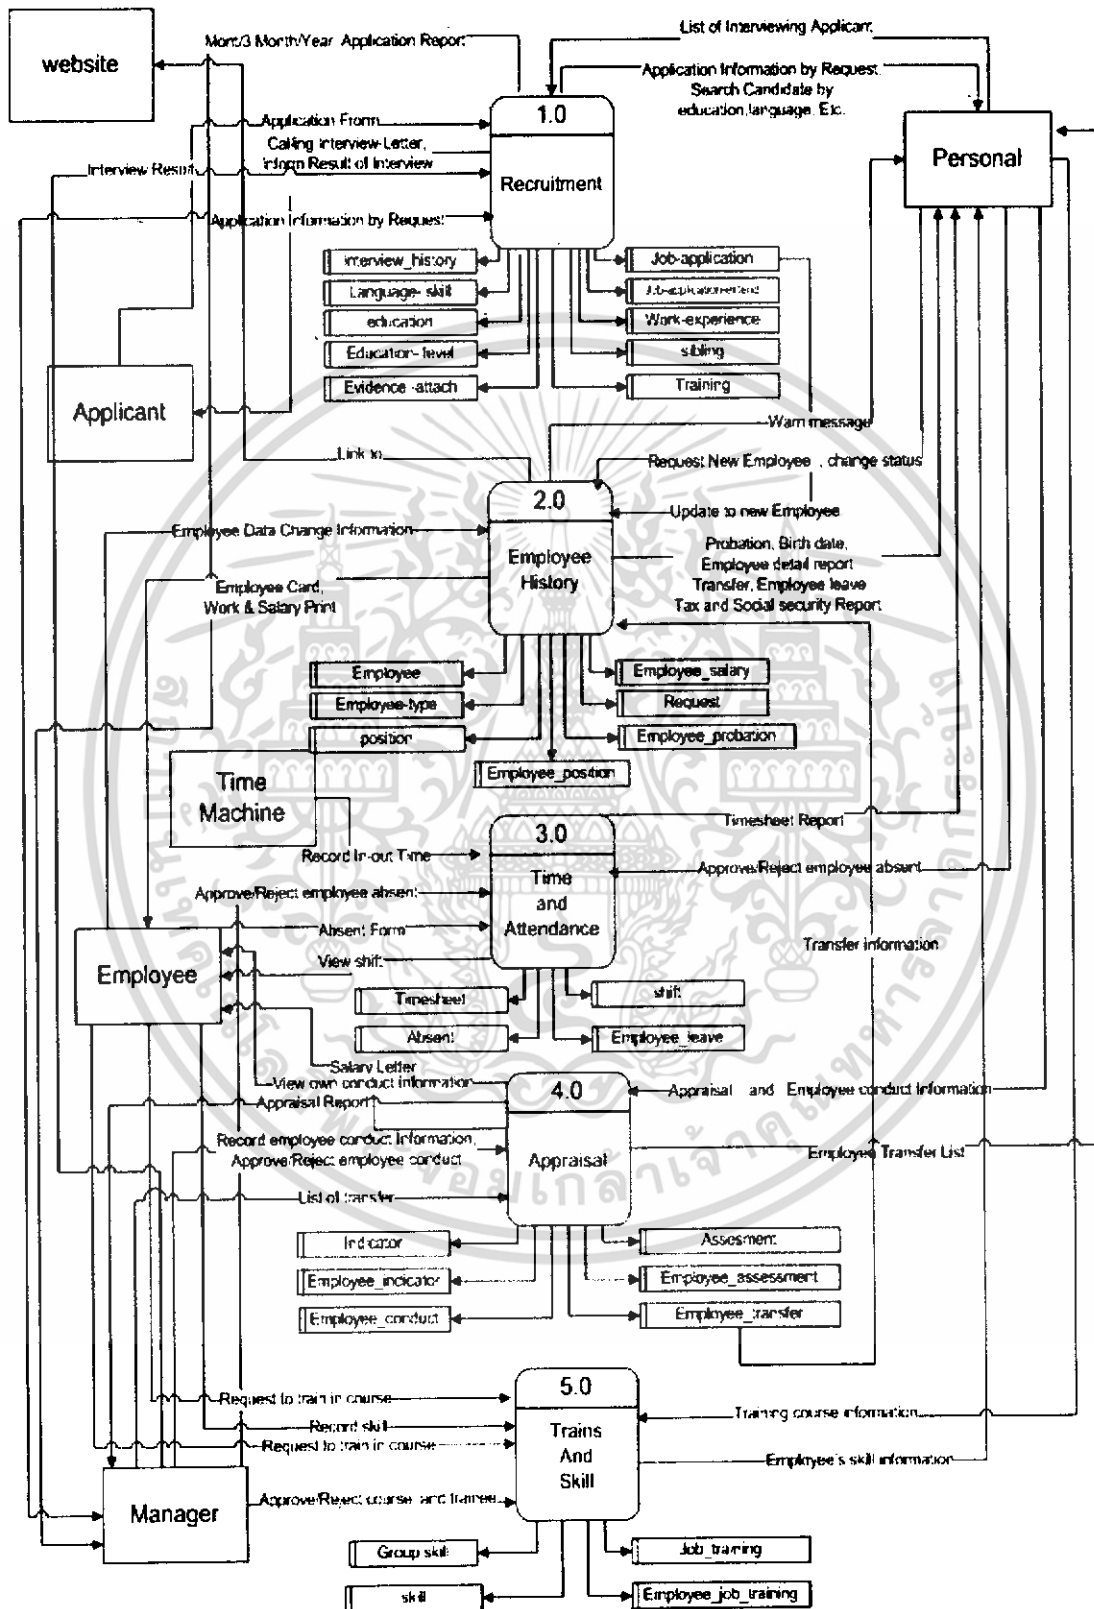 website
Mont/3 Month/Year Application Report
List of Interviewing Applicant
Application Information by Request
Search Candidate by
education,language. Etc.
1.0
Recruitment
Personal
Application From
Calling Interview Letter,
Inform Result of Interview
Interview Result
Application Information by Request
interview_history
Language- skill
education
Education- level
Evidence -attach
Job-application
Job-application-extend
Work-experience
sibling
Training
Applicant
Warn message
Link to
Request New Employee , change status
2.0
Employee
History
Update to new Employee
Employee Data Change Information
Probation, Birth date,
Employee detail report
Transfer, Employee leave
Tax and Social security Report
Employee Card,
Work & Salary Print
Employee
Employee-type
position
Employee_salary
Request
Employee_probation
Employee_position
Time
Machine
3.0
Time
and
Attendance
Timesheet Report
Record In-out Time
Approve/Reject employee absent
Approve/Reject employee absent
Absent Form
View shift
Transfer information
Employee
Timesheet
Absent
shift
Employee_leave
Salary Letter
View own conduct information
Appraisal Report
4.0
Appraisal
Appraisal and Employee conduct Information
Record employee conduct Information,
Approve/Reject employee conduct
Employee Transfer List
List of transfer
Indicator
Employee_indicator
Employee_conduct
Assesment
Employee_assessment
Employee_transfer
5.0
Trains
And
Skill
Request to train in course
Record skill
Request to train in course
Training course information
Employee's skill information
Manager
Approve/Reject course and trainee
Group skill
skill
Job_training
Employee_job_training